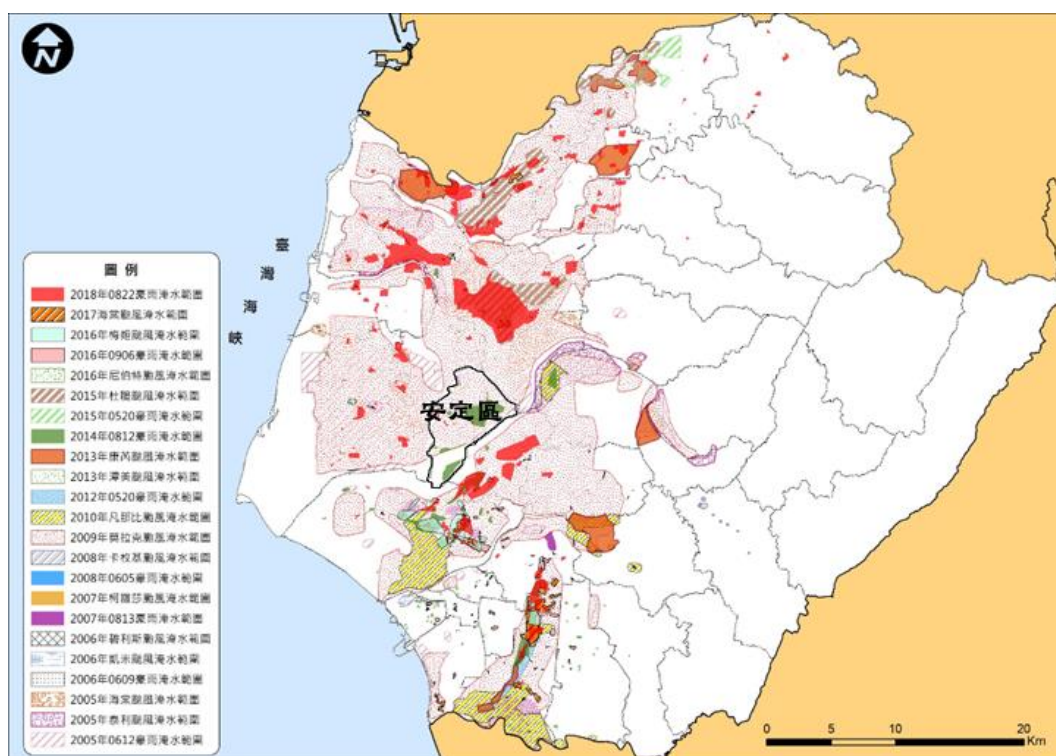 N
臺
灣
海
峽
安定區
圖例
2018年0822豪雨淹水範圍
2017海棠颱風淹水範圍
2016年梅姬颱風淹水範圍
2016年0906豪雨淹水範圍
2016年尼伯特颱風淹水範圍
2015年杜鵑颱風淹水範圍
2015年0520豪雨淹水範圍
2014年0812豪雨淹水範圍
2013年康芮颱風淹水範圍
2013年潭美颱風淹水範圍
2012年0520豪雨淹水範圍
2010年凡那比颱風淹水範圍
2009年莫拉克颱風淹水範圍
2008年卡玫基颱風淹水範圍
2008年0605豪雨淹水範圍
2007年柯羅莎颱風淹水範圍
2007年0813豪雨淹水範圍
2006年碧利斯颱風淹水範圍
2006年凱米颱風淹水範圍
2006年0609豪雨淹水範圍
2005年海棠颱風淹水範圍
2005年泰利颱風淹水範圍
2005年0612豪雨淹水範圍
0 5 10 20
Km